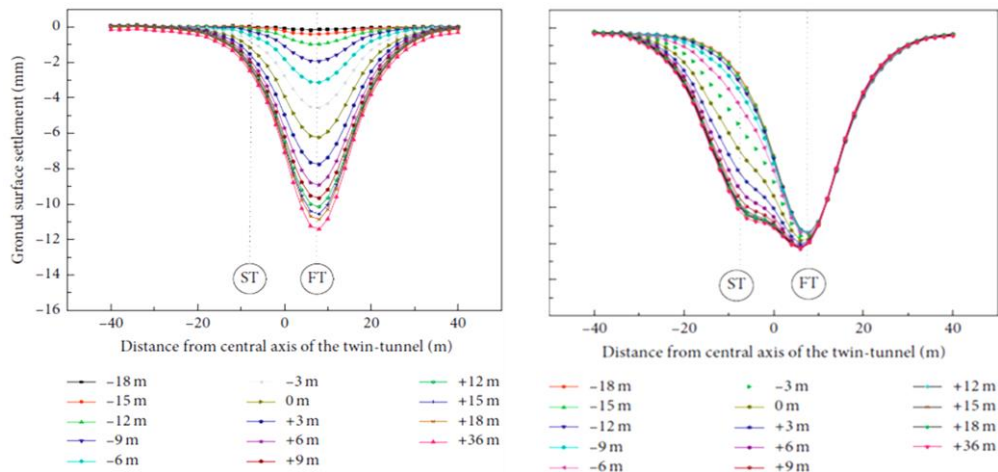 0
−2
−4
−6
−8
−10
−12
−14
−16
Gronud surface setlement (mm)
ST
FT
−40
−20
0
20
40
Distance from central axis of the twin-tunnel (m)
−18 m
−15 m
−12 m
−9 m
−6 m
−3 m
0 m
+3 m
+6 m
+9 m
+12 m
+15 m
+18 m
+36 m
ST
FT
−40
−20
0
20
40
Distance from central axis of the twin-tunnel (m)
−18 m
−15 m
−12 m
−9 m
−6 m
−3 m
0 m
+3 m
+6 m
+9 m
+12 m
+15 m
+18 m
+36 m